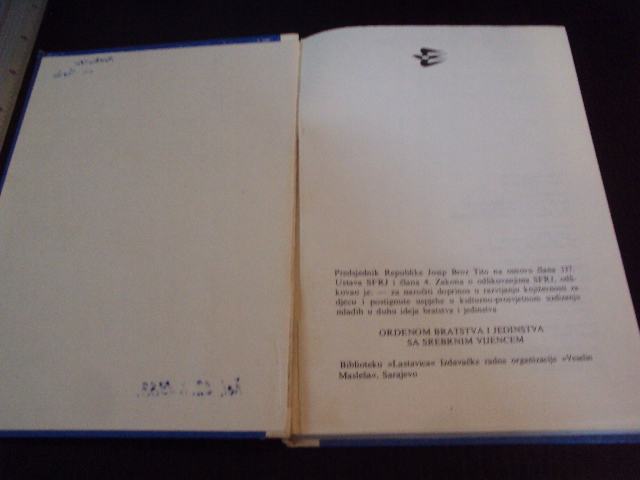 Predsjednik Republike Josip Broz Tito na osnovu člana 337.
Ustava SFRJ i člana 4. Zakona o odlikovanjima SFRJ, odli-
kovao je — za naročiti doprinos u razvijanju književnosti za
djecu i postignute uspjehe u kulturno-prosvjetnom uzdizanju
mladih u duhu ideja bratstva i jedinstva
ORDENOM BRATSTVA I JEDINSTVA
SA SREBRNIM VIJENCEM
Biblioteku »Lastavica« Izdavačke radne organizacije »Veselin
Masleša«, Sarajevo